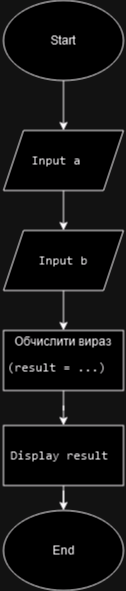 Start
Input a
Input b
Обчислити вираз
(result = ...)
Display result
End